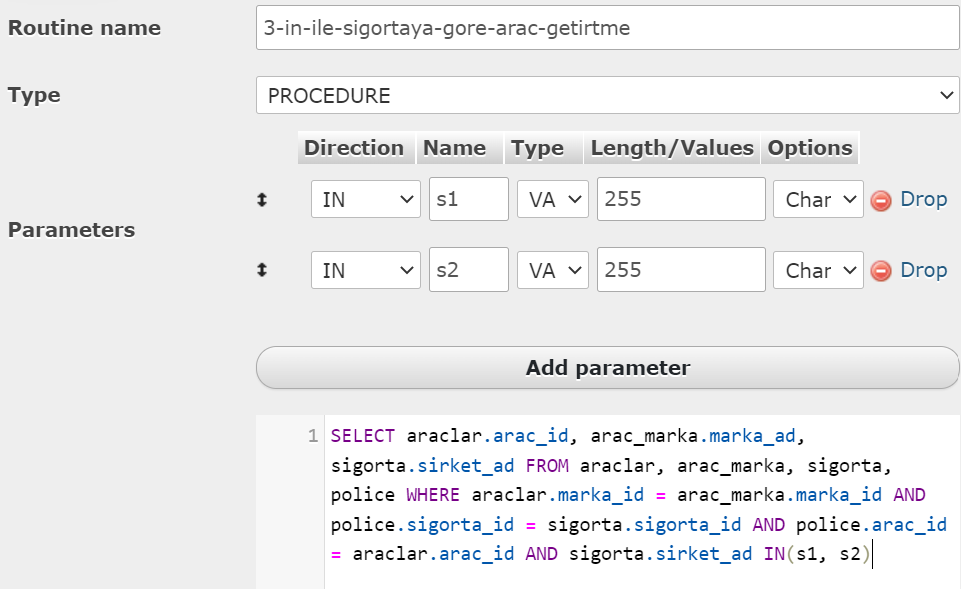 Routine name 3-in-ile-sigortaya-gore-arac-getirtme
Type PROCEDURE
Direction Name Type Length/Values Options
IN s1 VA 255 Char Drop
Parameters
IN s2 VA 255 Char Drop
Add parameter
1 SELECT araclar.arac_id, arac_marka.marka_ad,
sigorta.sirket_ad FROM araclar, arac_marka, sigorta,
police WHERE araclar.marka_id = arac_marka.marka_id AND
police.sigorta_id = sigorta.sigorta_id AND police.arac_id
= araclar.arac_id AND sigorta.sirket_ad IN(s1, s2)